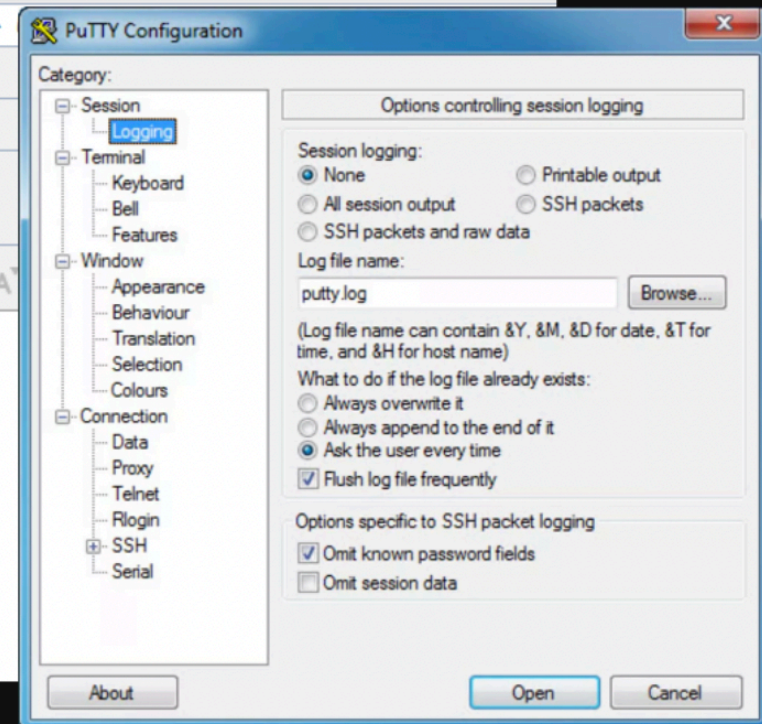 PuTTY Configuration
Category:
Session
Logging
Terminal
Keyboard
Bell
Features
Window
Appearance
Behaviour
Translation
Selection
Colours
Connection
Data
Proxy
Telnet
Rlogin
SSH
Serial
Options controlling session logging
Session logging:
None
Printable output
All session output
SSH packets
SSH packets and raw data
Log file name:
putty.log
Browse...
(Log file name can contain &Y, &M, &D for date, &T for
time, and &H for host name)
What to do if the log file already exists:
Always overwrite it
Always append to the end of it
Ask the user every time
Flush log file frequently
Options specific to SSH packet logging
Omit known password fields
Omit session data
About
Open
Cancel